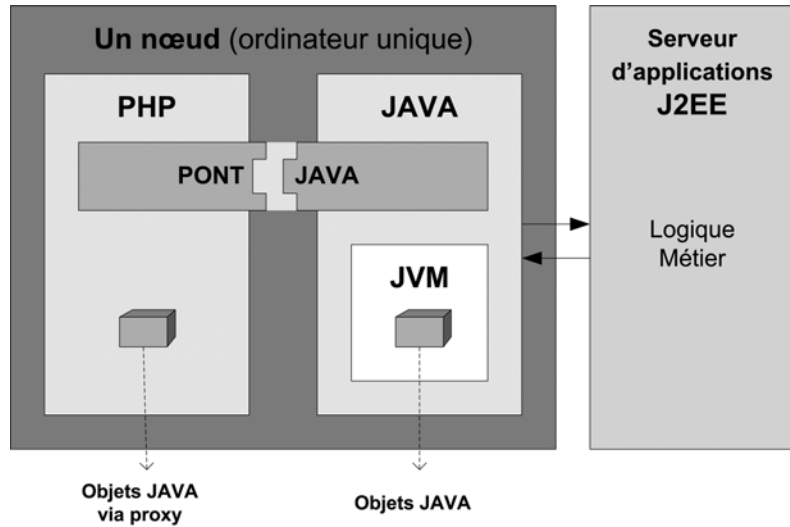 Un nœud (ordinateur unique)
PHP
JAVA
PONT JAVA
JVM
Objets JAVA
via proxy
Objets JAVA
Serveur
d’applications
J2EE
Logique
Métier